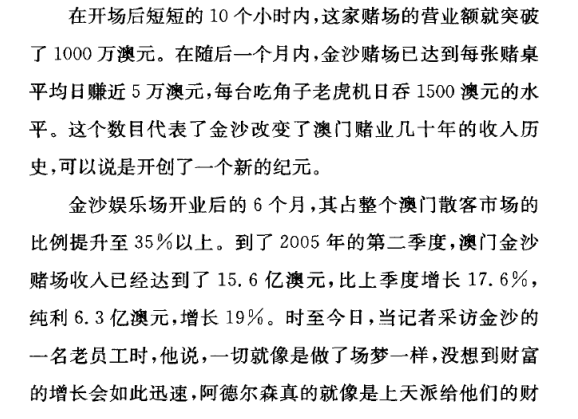 在开场后短短的 10 个小时内,这家赌场的营业额就突破
了 1000 万澳元。在随后一个月内,金沙赌场已达到每张赌桌
平均日赚近 5 万澳元,每台吃角子老虎机日吞 1500 澳元的水
平。这个数目代表了金沙改变了澳门赌业几十年的收入历
史,可以说是开创了一个新的纪元。
金沙娱乐场开业后的 6 个月,其占整个澳门散客市场的
比例提升至 35%以上。到了 2005 年的第二季度,澳门金沙
赌场收入已经达到了 15.6 亿澳元,比上季度增长 17.6%,
纯利 6.3 亿澳元,增长 19%。时至今日,当记者采访金沙的
一名老员工时,他说,一切就像是做了场梦一样,没想到财富
的增长会如此迅速,阿德尔森真的就像是上天派给他们的财